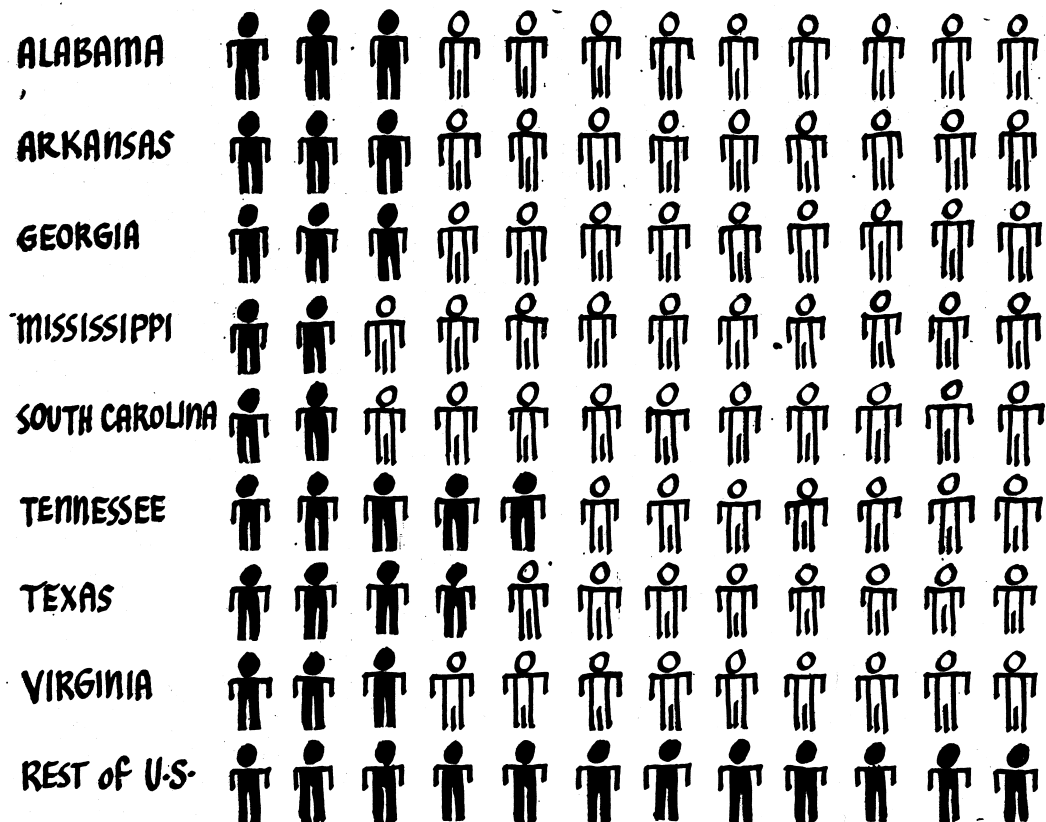 ALABAMA
ARKANSAS
GEORGIA
MISSISSIPPI
SOUTH CAROLINA
TENNESSEE
TEXAS
VIRGINIA
REST of U.S.